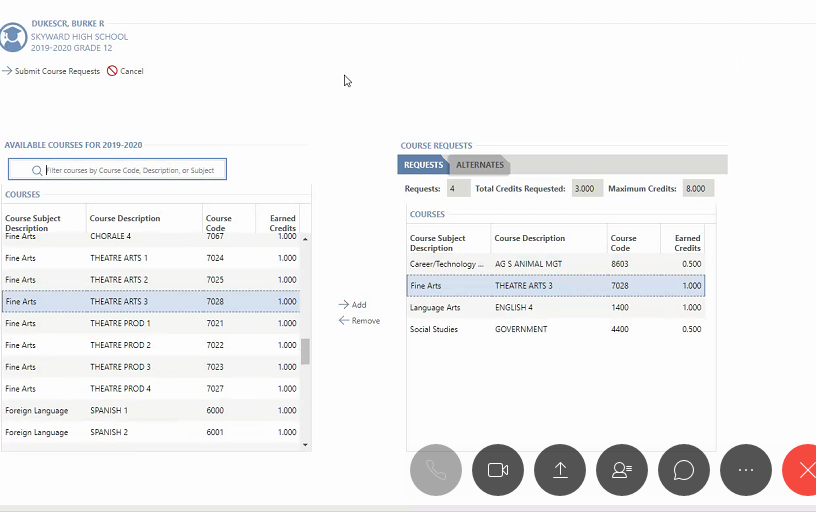 DUKESCR, BURKE R
SKYWARD HIGH SCHOOL
2019-2020 GRADE 12
Submit Course Requests Cancel
AVAILABLE COURSES FOR 2019-2020
Filter courses by Course Code, Description, or Subject
COURSES
Course Subject Description Course Description Course Code Earned Credits
Fine Arts CHORALE 4 7067 1.000
Fine Arts THEATRE ARTS 1 7024 1.000
Fine Arts THEATRE ARTS 2 7025 1.000
Fine Arts THEATRE ARTS 3 7028 1.000
Fine Arts THEATRE PROD 1 7021 1.000
Fine Arts THEATRE PROD 2 7022 1.000
Fine Arts THEATRE PROD 3 7023 1.000
Fine Arts THEATRE PROD 4 7027 1.000
Foreign Language SPANISH 1 6000 1.000
Foreign Language SPANISH 2 6001 1.000
Add
Remove
COURSE REQUESTS
REQUESTS ALTERNATES
Requests: 4 Total Credits Requested: 3.000 Maximum Credits: 8.000
COURSES
Course Subject Description Course Description Course Code Earned Credits
Career/Technology ... AG S ANIMAL MGT 8603 0.500
Fine Arts THEATRE ARTS 3 7028 1.000
Language Arts ENGLISH 4 1400 1.000
Social Studies GOVERNMENT 4400 0.500